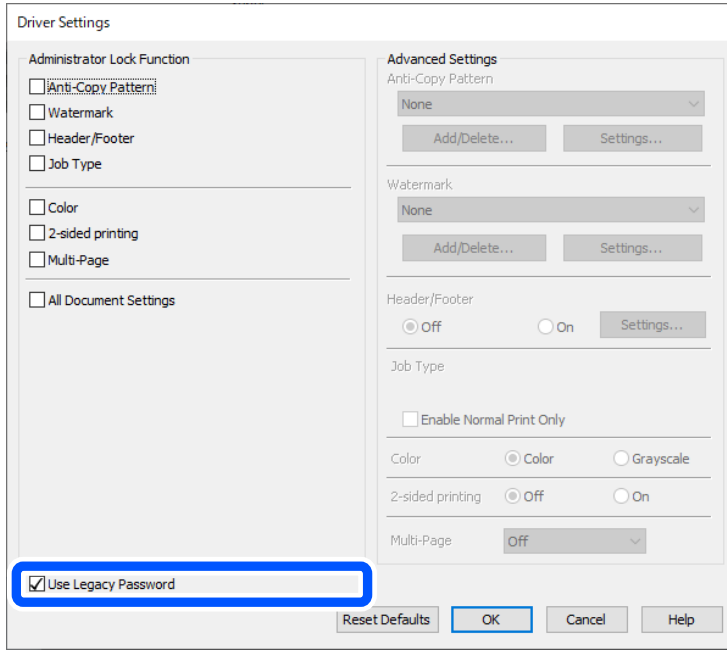 Driver Settings
Administrator Lock Function
Anti-Copy Pattern
Watermark
Header/Footer
Job Type
Color
2-sided printing
Multi-Page
All Document Settings
Use Legacy Password
Advanced Settings
Anti-Copy Pattern
None
Add/Delete... Settings...
Watermark
None
Add/Delete... Settings...
Header/Footer
Off On Settings...
Job Type
Enable Normal Print Only
Color Color Grayscale
2-sided printing Off On
Multi-Page Off
Reset Defaults OK Cancel Help